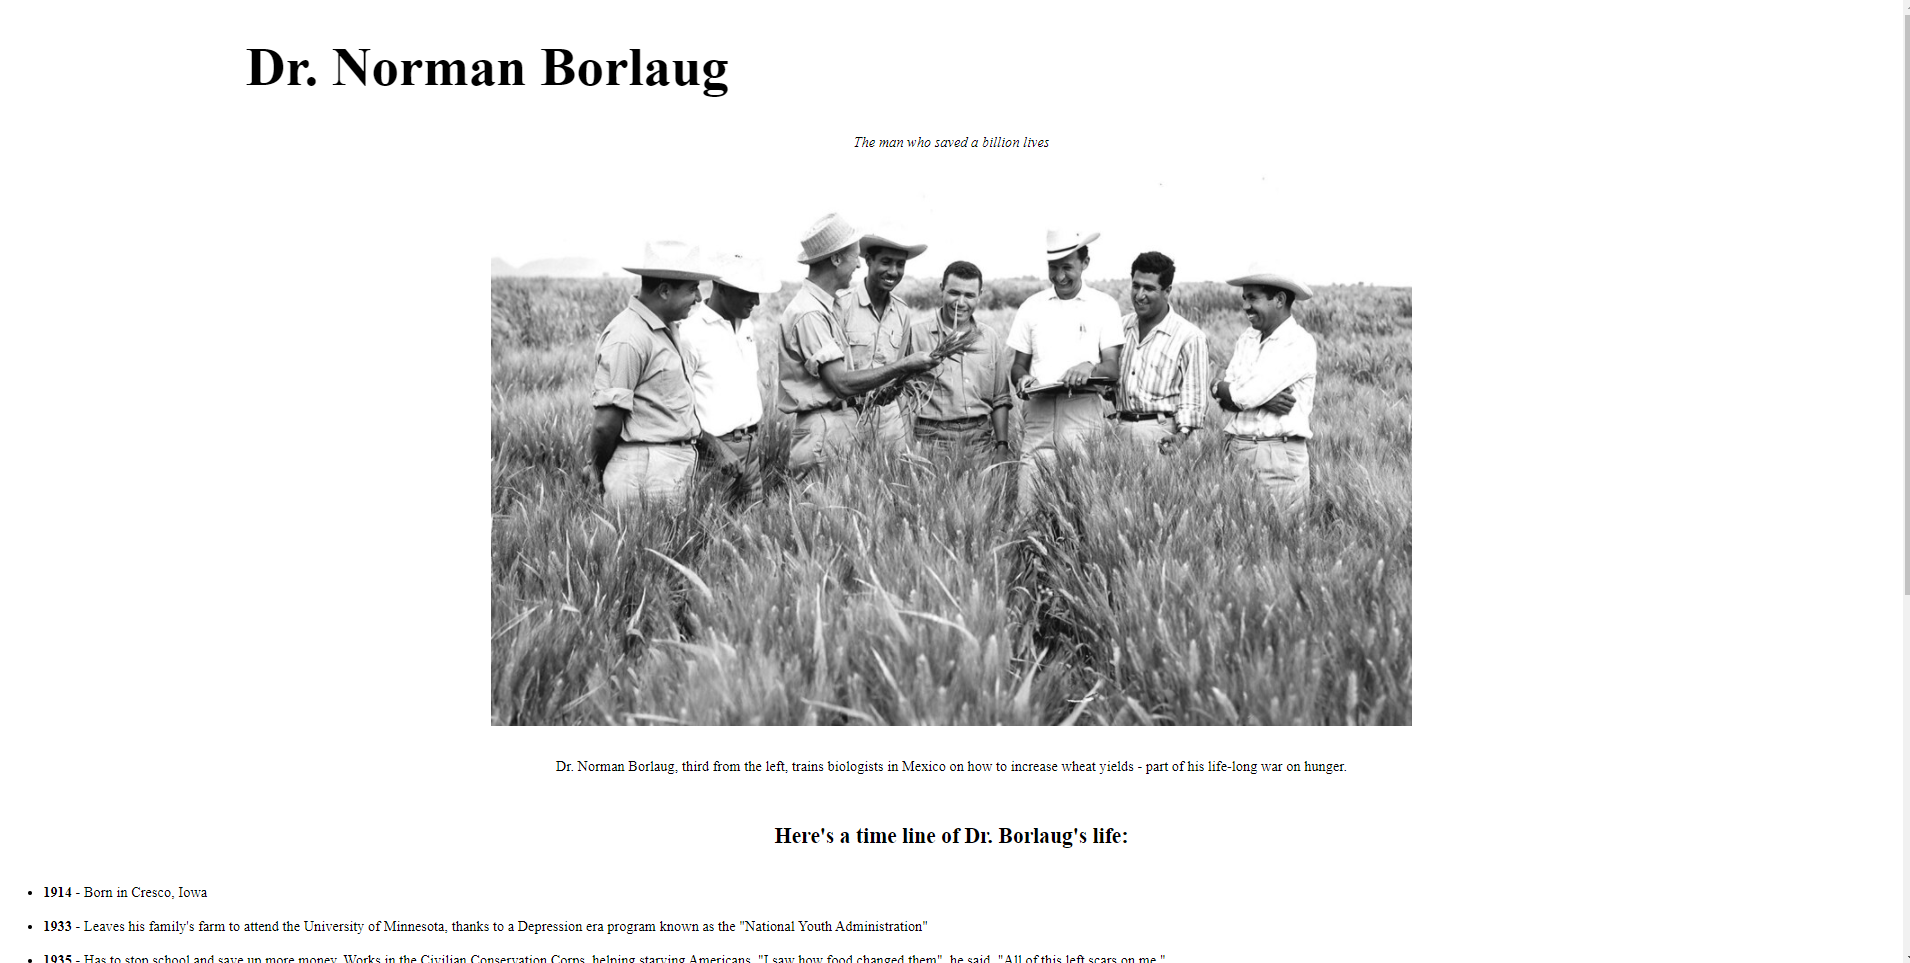 Dr. Norman Borlaug
The man who saved a billion lives
Dr. Norman Borlaug, third from the left, trains biologists in Mexico on how to increase wheat yields - part of his life-long war on hunger.
Here's a time line of Dr. Borlaug's life:
• 1914 - Born in Cresco, Iowa
• 1933 - Leaves his family's farm to attend the University of Minnesota, thanks to a Depression era program known as the "National Youth Administration"
• 1935 - Has to stop school and save up more money. Works in the Civilian Conservation Corps, helping starving Americans. "I saw how food changed them", he said. "All of this left scars on me."